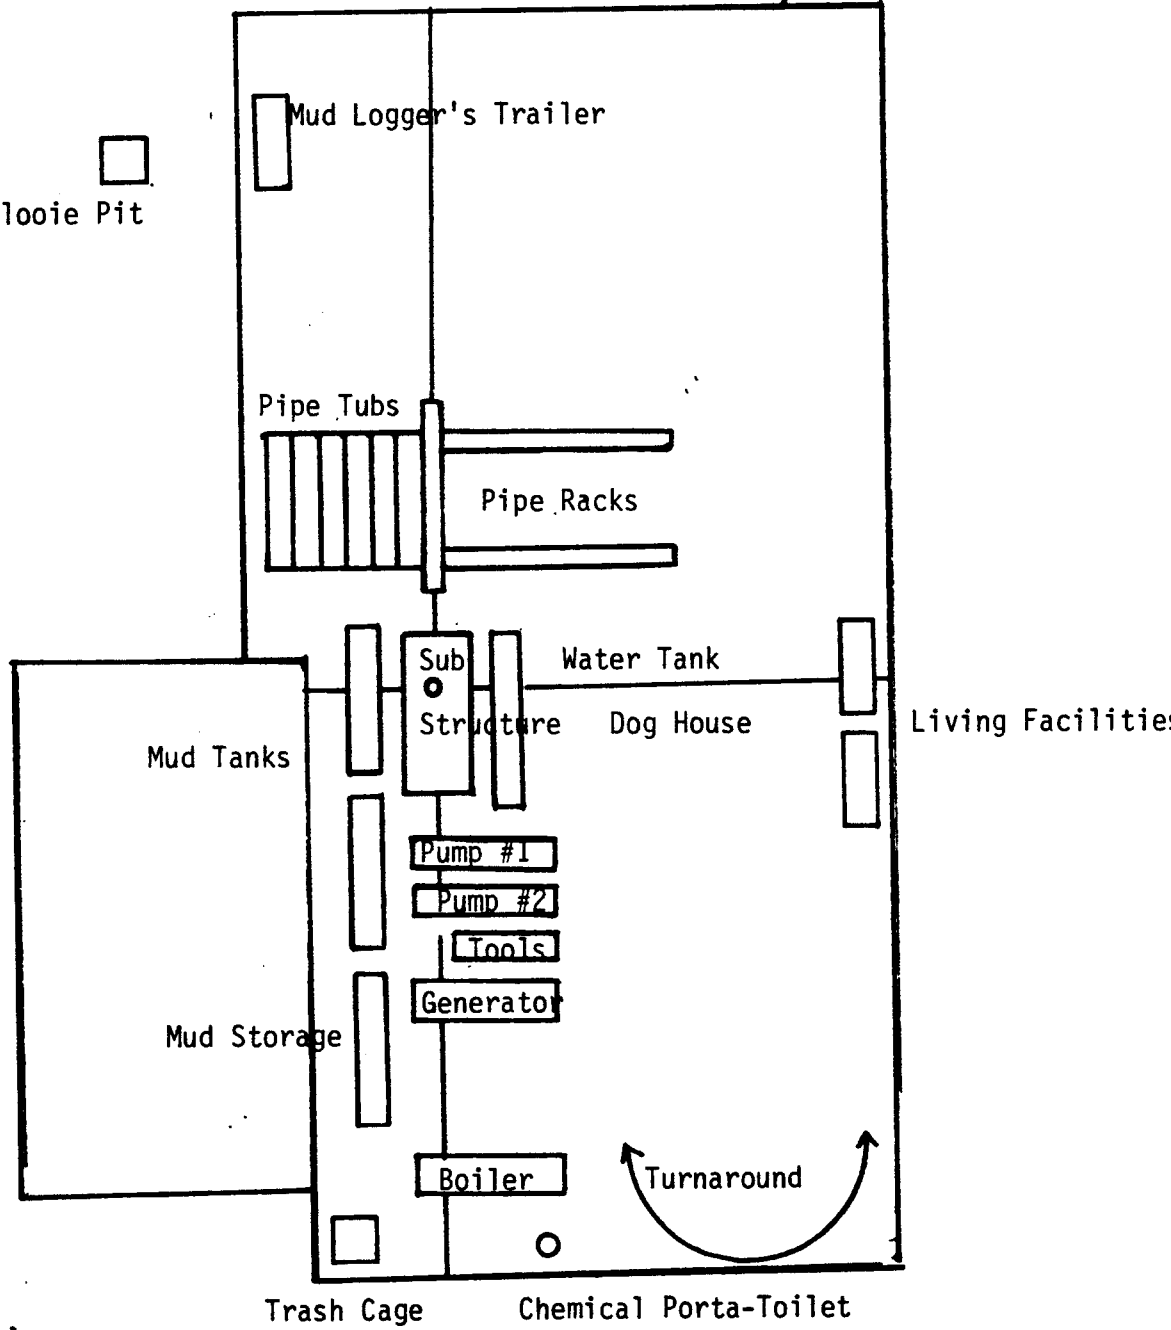 Mud Logger's Trailer
looie Pit
Pipe Tubs
Pipe Racks
Sub
Structure
Water Tank
Dog House
Living Facilities
Mud Tanks
Pump #1
Pump #2
Tools
Generator
Mud Storage
Boiler
Turnaround
Trash Cage
Chemical Porta-Toilet